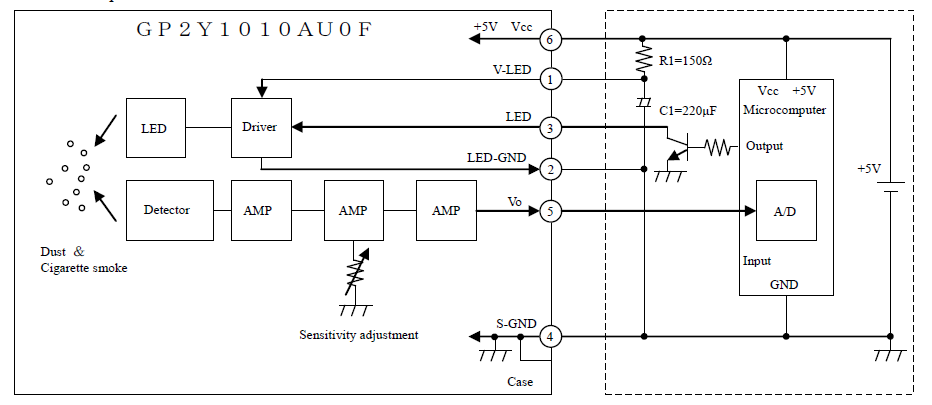 GP2Y1010AU0F
+5V Vcc
6
R1=150Ω
V-LED
1
Vcc +5V
C1=220μF
Microcomputer
LED
3
LED
Driver
Output
LED-GND
2
+5V
Vo
5
Detector
AMP
AMP
AMP
A/D
Dust &
Cigarette smoke
Input
GND
S-GND
4
Sensitivity adjustment
Case